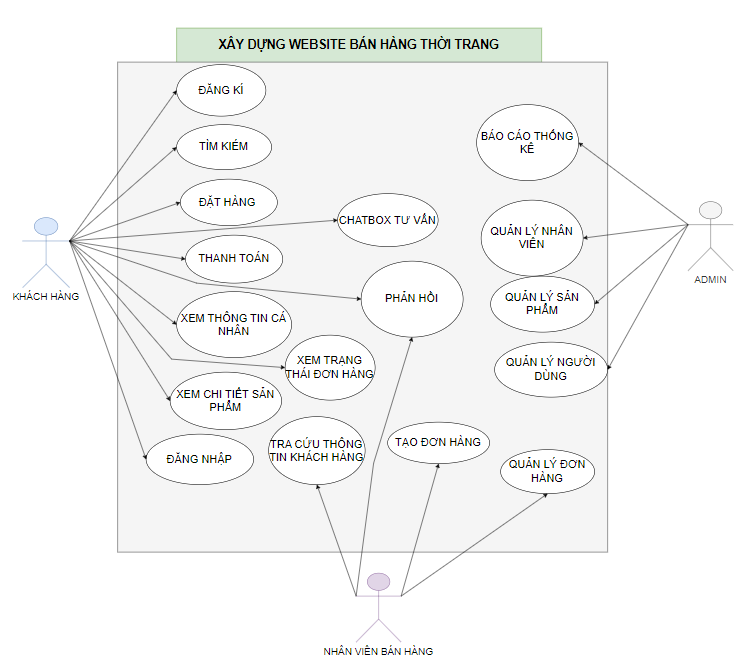 XÂY DỰNG WEBSITE BÁN HÀNG THỜI TRANG
ĐĂNG KÍ
TÌM KIẾM
BÁO CÁO THỐNG
KÊ
ĐẶT HÀNG
CHATBOX TƯ VẤN
QUẢN LÝ NHÂN
VIÊN
THANH TOÁN
KHÁCH HÀNG
ADMIN
PHẢN HỒI
QUẢN LÝ SẢN
PHẨM
XEM THÔNG TIN CÁ
NHÂN
XEM TRẠNG
THÁI ĐƠN HÀNG
QUẢN LÝ NGƯỜI
DÙNG
XEM CHI TIẾT SẢN
PHẨM
TRA CỨU THÔNG
TIN KHÁCH HÀNG
TẠO ĐƠN HÀNG
ĐĂNG NHẬP
QUẢN LÝ ĐƠN
HÀNG
NHÂN VIÊN BÁN HÀNG